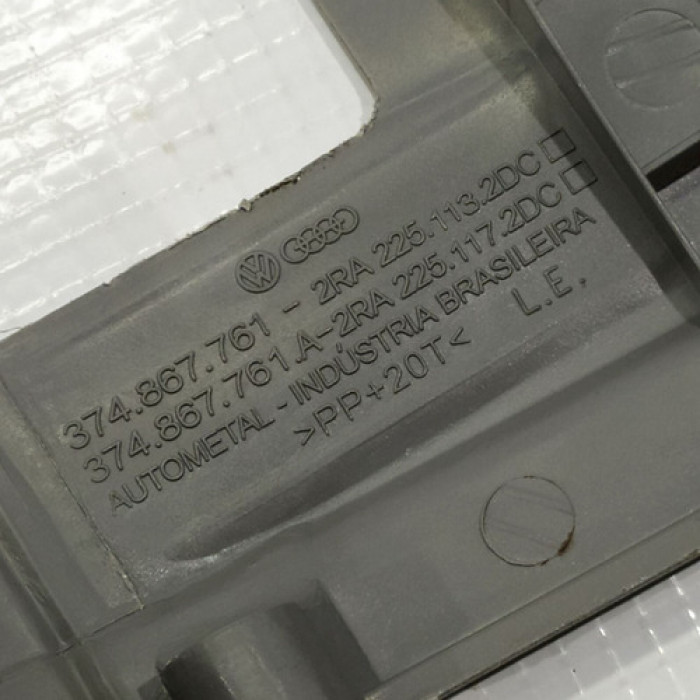 374.867.761 - 2RA 225.113.2DC
374.867.761.A-2RA 225.117.2DC
AUTOMETAL - INDÚSTRIA BRASILEIRA
>PP+20T< L.E,